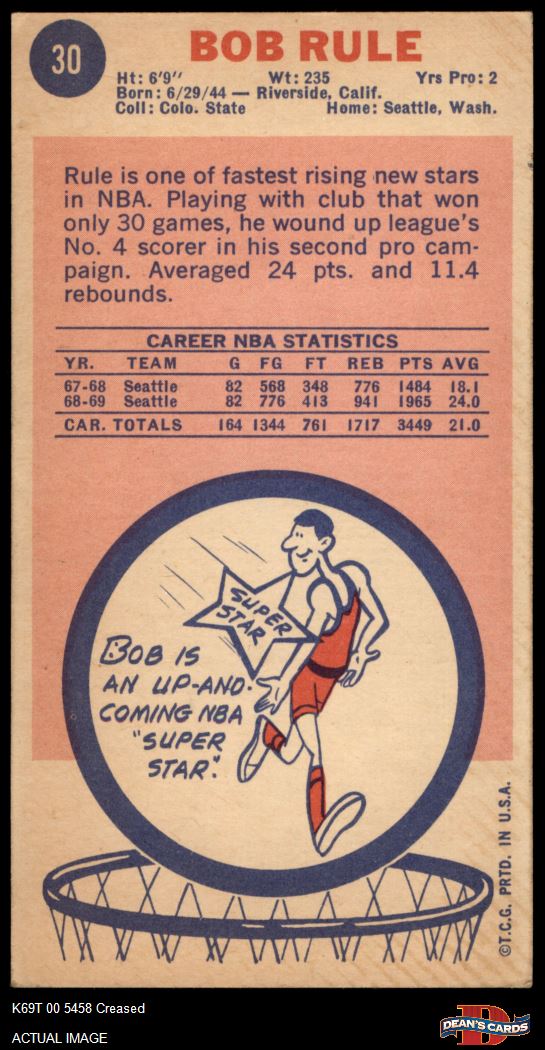 30
BOB RULE
Ht: 6'9'' Wt: 235 Yrs Pro: 2
Born: 6/29/44 — Riverside, Calif.
Coll: Colo. State Home: Seattle, Wash.
Rule is one of fastest rising new stars
in NBA. Playing with club that won
only 30 games, he wound up league's
No. 4 scorer in his second pro cam-
paign. Averaged 24 pts. and 11.4
rebounds.
CAREER NBA STATISTICS
YR. TEAM G FG FT REB PTS AVG
67-68 Seattle 82 568 348 776 1484 18.1
68-69 Seattle 82 776 413 941 1965 24.0
CAR. TOTALS 164 1344 761 1717 3449 21.0
SUPER
STAR
BOB IS
AN UP-AND-
COMING NBA
"SUPER
STAR."
©T.C.G. PRTD. IN U.S.A.
K69T 00 5458 Creased
ACTUAL IMAGE
D
DEAN'S CARDS